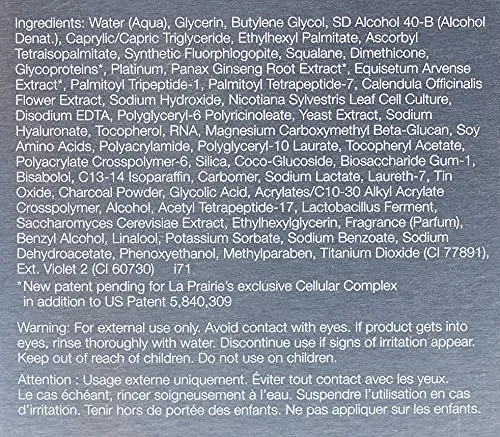 Ingredients: Water (Aqua), Glycerin, Butylene Glycol, SD Alcohol 40-B (Alcohol
Denat.), Caprylic/Capric Triglyceride, Ethylhexyl Palmitate, Ascorbyl
Tetraisopalmitate, Synthetic Fluorphlogopite, Squalane, Dimethicone,
Glycoproteins*, Platinum, Panax Ginseng Root Extract*, Equisetum Arvense
Extract*, Palmitoyl Tripeptide-1, Palmitoyl Tetrapeptide-7, Calendula Officinalis
Flower Extract, Sodium Hydroxide, Nicotiana Sylvestris Leaf Cell Culture,
Disodium EDTA, Polyglyceryl-6 Polyricinoleate, Yeast Extract, Sodium
Hyaluronate, Tocopherol, RNA, Magnesium Carboxymethyl Beta-Glucan, Soy
Amino Acids, Polyacrylamide, Polyglyceryl-10 Laurate, Tocopheryl Acetate,
Polyacrylate Crosspolymer-6, Silica, Coco-Glucoside, Biosaccharide Gum-1,
Bisabolol, C13-14 Isoparaffin, Carbomer, Sodium Lactate, Laureth-7, Tin
Oxide, Charcoal Powder, Glycolic Acid, Acrylates/C10-30 Alkyl Acrylate
Crosspolymer, Alcohol, Acetyl Tetrapeptide-17, Lactobacillus Ferment,
Saccharomyces Cerevisiae Extract, Ethylhexylglycerin, Fragrance (Parfum),
Benzyl Alcohol, Linalool, Potassium Sorbate, Sodium Benzoate, Sodium
Dehydroacetate, Phenoxyethanol, Methylparaben, Titanium Dioxide (CI 77891),
Ext. Violet 2 (CI 60730) i71
*New patent pending for La Prairie's exclusive Cellular Complex
in addition to US Patent 5,840,309
Warning: For external use only. Avoid contact with eyes. If product gets into
eyes, rinse thoroughly with water. Discontinue use if signs of irritation appear.
Keep out of reach of children. Do not use on children.
Attention : Usage externe uniquement. Éviter tout contact avec les yeux.
Le cas échéant, rincer soigneusement à l'eau. Suspendre l'utilisation en cas
d'irritation. Tenir hors de portée des enfants. Ne pas appliquer sur les enfants.